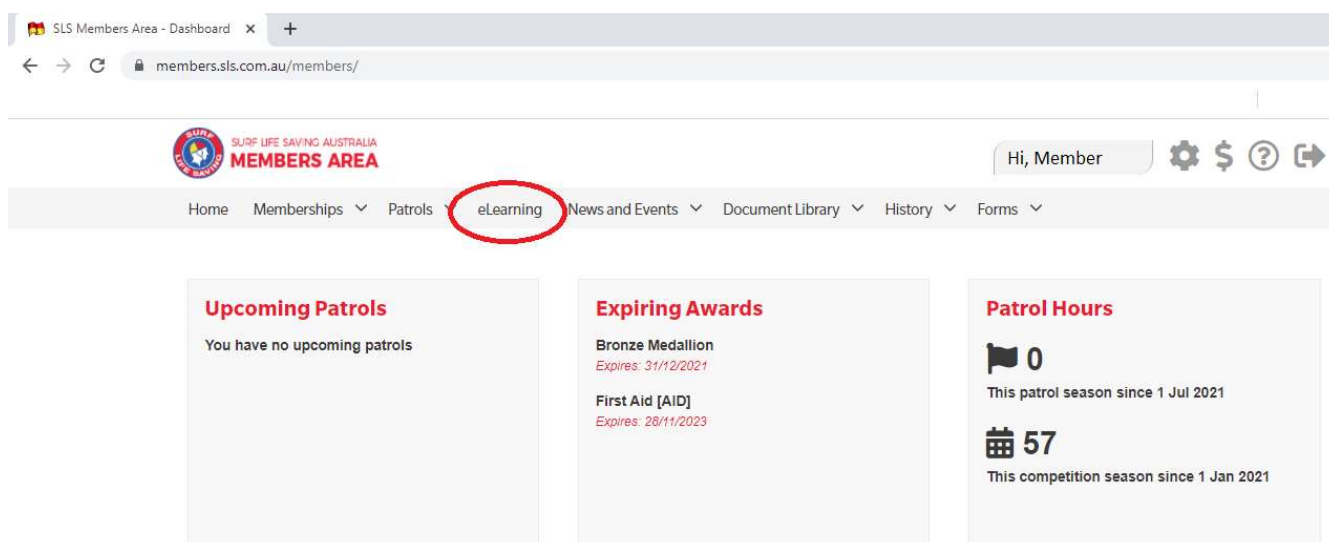 SLS Members Area - Dashboard
members.sls.com.au/members/
SURF LIFE SAVING
SURF LIFE SAVING AUSTRALIA
MEMBERS AREA
Hi, Member
$ ?
Home Memberships Patrols eLearning News and Events Document Library History Forms
Upcoming Patrols
You have no upcoming patrols
Expiring Awards
Bronze Medallion
Expires: 31/12/2021
First Aid [AID]
Expires: 28/11/2023
Patrol Hours
0
This patrol season since 1 Jul 2021
57
This competition season since 1 Jan 2021